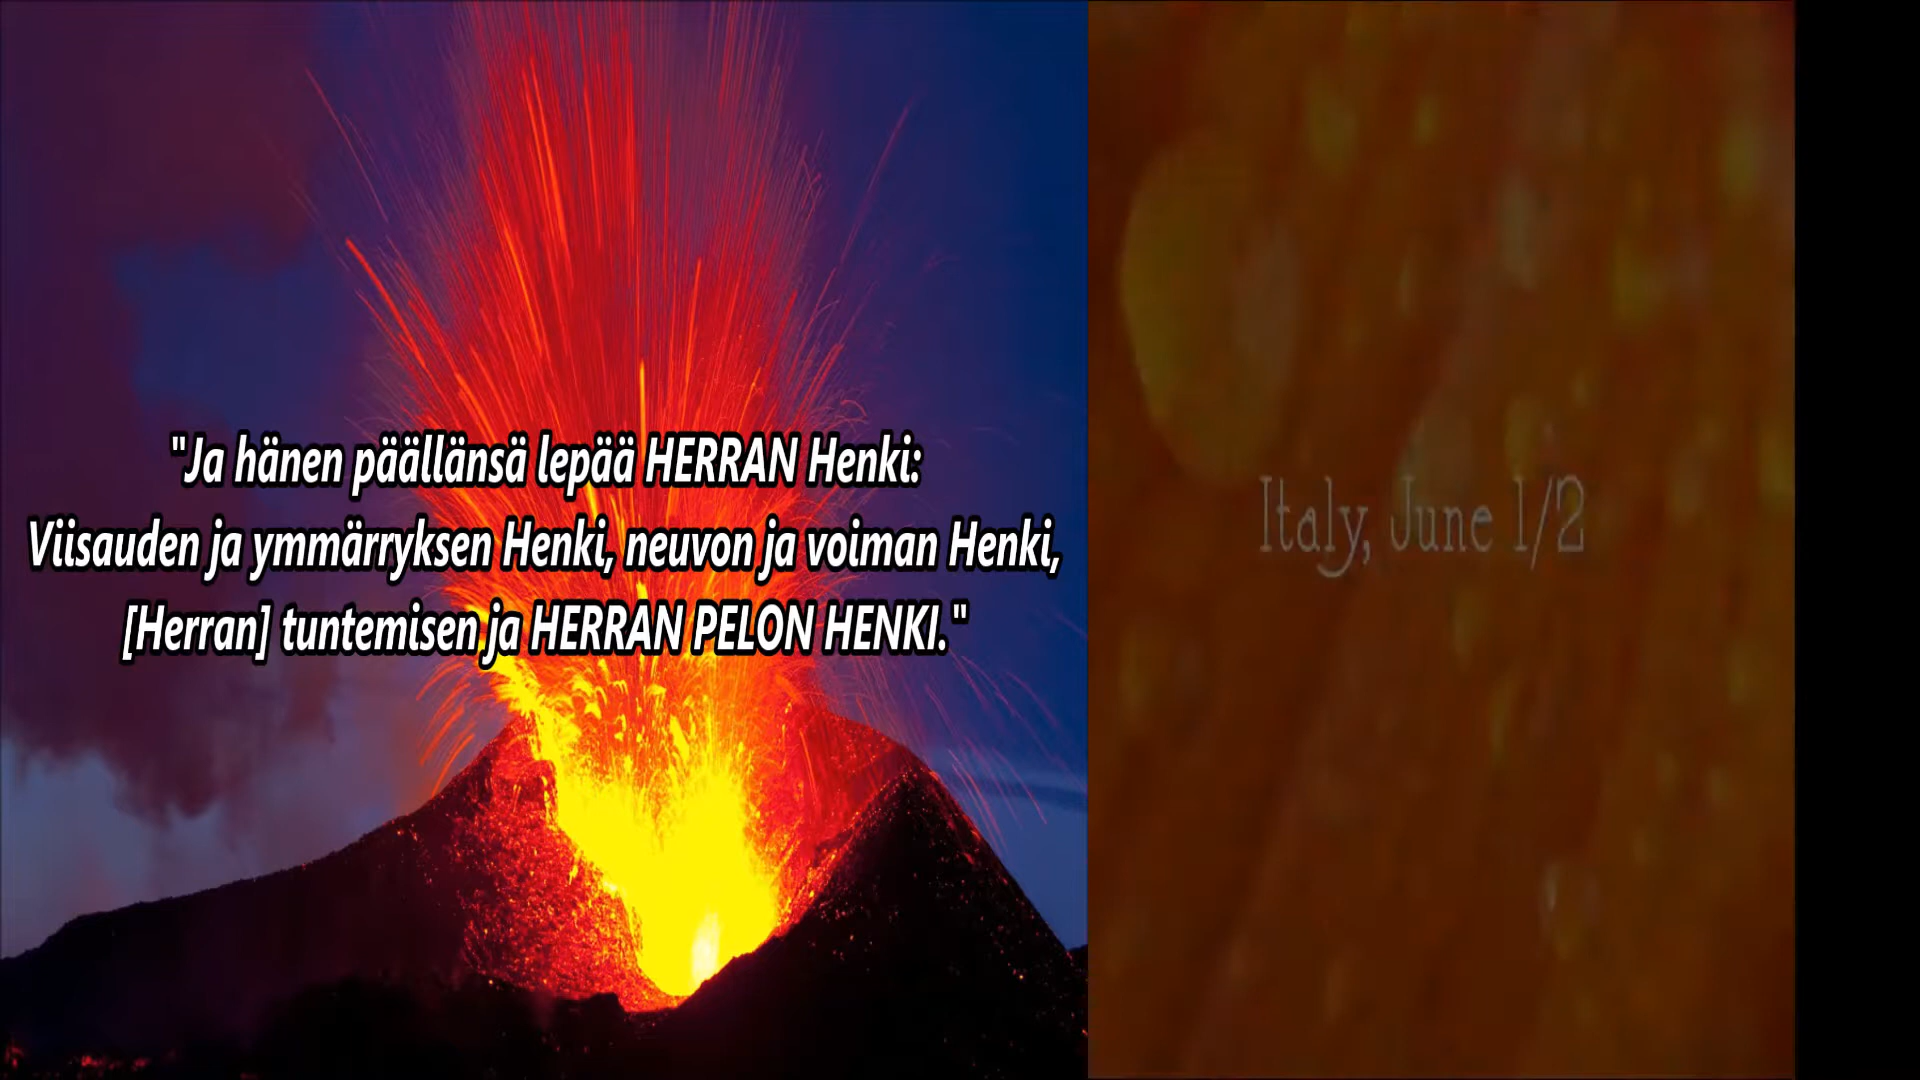 "Ja hänen päällänsä lepää HERRAN Henki:
Viisauden ja ymmärryksen Henki, neuvon ja voiman Henki,
[Herran] tuntemisen ja HERRAN PELON HENKI."
Italy, June 1/2